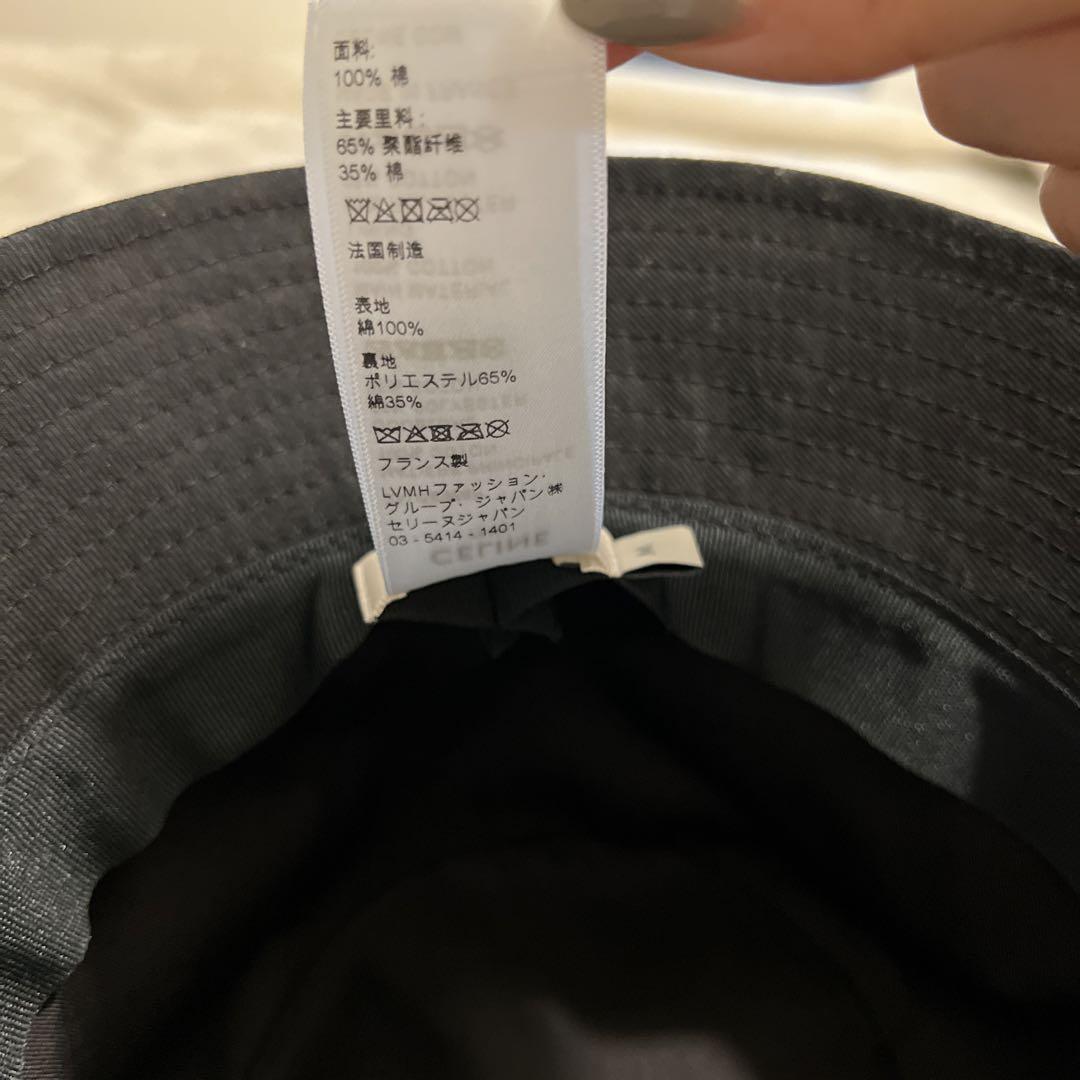 面料:
100% 棉
主要里料:
65% 聚酯纤维
35% 棉
法国制造
表地
綿100%
裏地
ポリエステル65%
綿35%
フランス製
LVMHファッション・
グループ・ジャパン㈱
セリーヌジャパン
03-5414-1401
CELINE
M